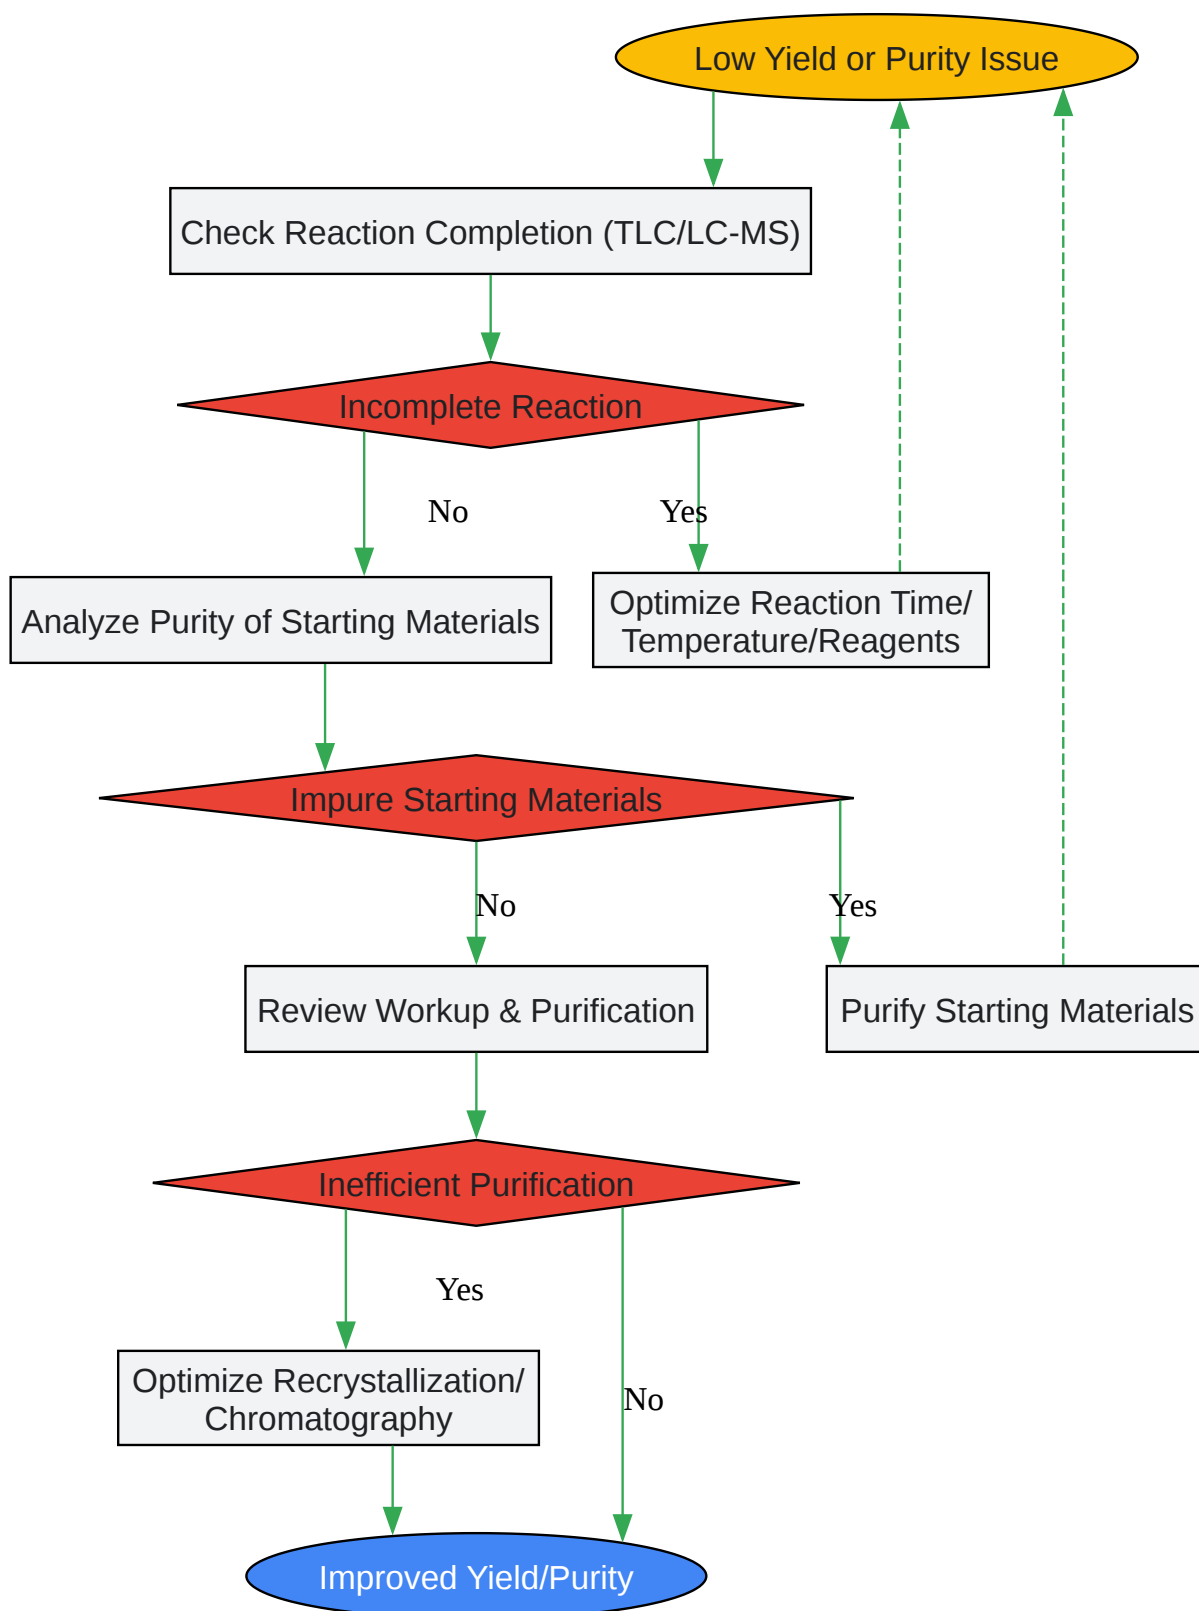 Low Yield or Purity Issue
Check Reaction Completion (TLC/LC-MS)
Incomplete Reaction
No
Yes
Analyze Purity of Starting Materials
Optimize Reaction Time/
Temperature/Reagents
Impure Starting Materials
No
Yes
Review Workup & Purification
Purify Starting Materials
Inefficient Purification
Yes
Optimize Recrystallization/
Chromatography
No
Improved Yield/Purity